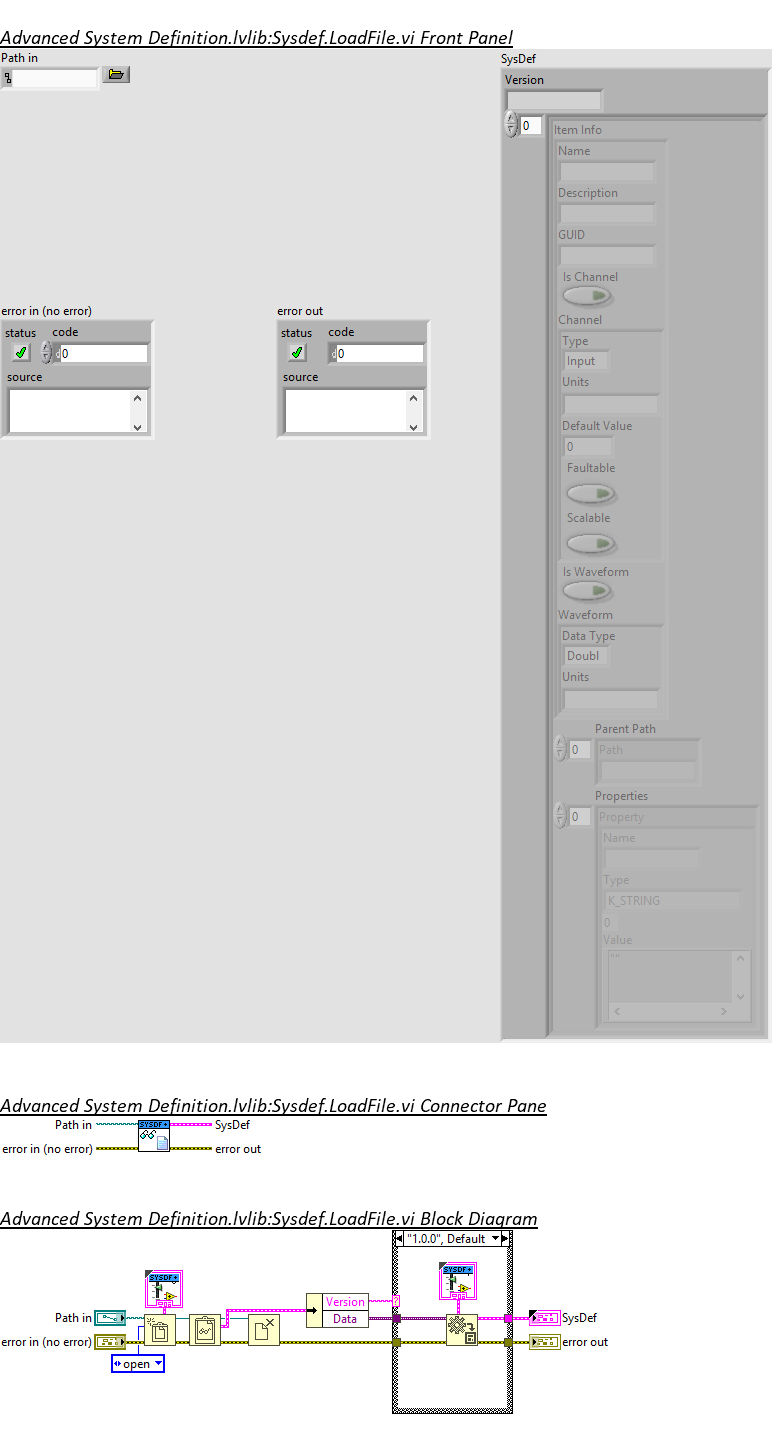 Advanced System Definition.lvlib:Sysdef.LoadFile.vi Front Panel
Path in
SysDef
Version
0
Item Info
Name
Description
GUID
Is Channel
Channel
Type
Input
Units
Default Value
0
Faultable
Scalable
Is Waveform
Waveform
Data Type
Doubl
Units
Parent Path
0
Path
Properties
0
Property
Name
Type
K_STRING
0
Value
""
error in (no error)
status
code
d 0
source
error out
status
code
d 0
source
Advanced System Definition.lvlib:Sysdef.LoadFile.vi Connector Pane
Path in
SYSDF +
SysDef
error in (no error)
error out
Advanced System Definition.lvlib:Sysdef.LoadFile.vi Block Diagram
"1.0.0", Default
SYSDF +
SYSDF +
Version
Data
Path in
SysDef
error in (no error)
error out
open